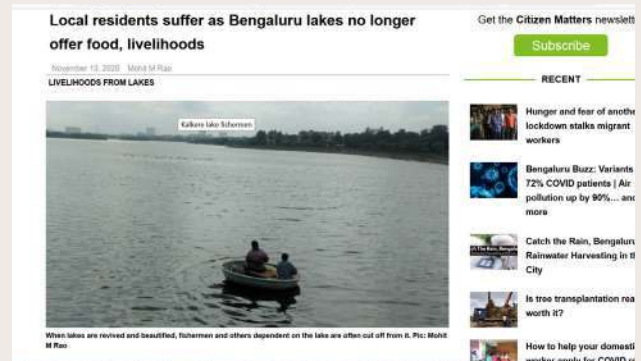 Local residents suffer as Bengaluru lakes no longer
offer food, livelihoods
November 13, 2020 Mohit M Rao
LIVELIHOODS FROM LAKES
Kalkere lake fishermen
When lakes are revived and beautified, fishermen and others dependent on the lake are often cut off from it. Pic: Mohit
M Rao
Get the Citizen Matters newslett
Subscribe
RECENT
Hunger and fear of anothe
lockdown stalks migrant
workers
Bengaluru Buzz: Variants
72% COVID patients | Air
pollution up by 90%... and
more
Catch the Rain, Bengalur
Rainwater Harvesting in t
City
Is tree transplantation rea
worth it?
How to help your domesti
worker apply for COVID